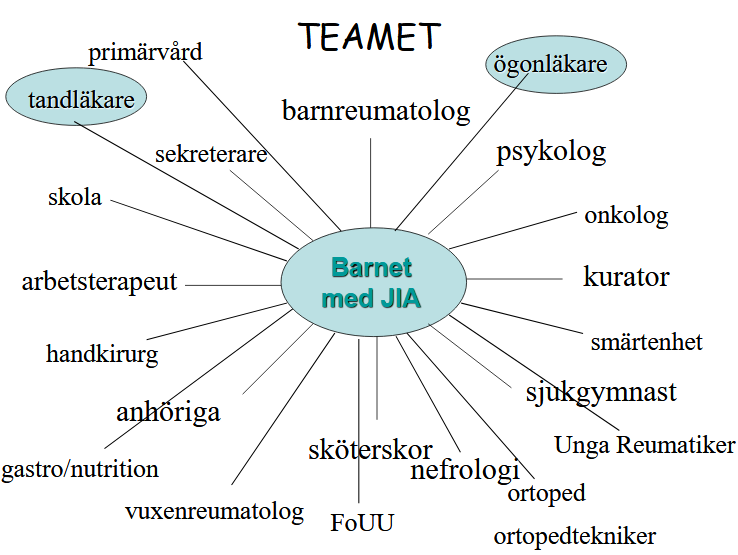 TEAMET
primärvård
ögonläkare
tandläkare
barnreumatolog
sekreterare
psykolog
skola
onkolog
Barnet
med JIA
arbetsterapeut
kurator
handkirurg
smärtenhet
anhöriga
sjukgymnast
sköterskor
Unga Reumatiker
gastro/nutrition
nefrologi
ortoped
vuxenreumatolog
FoUU
ortopedtekniker